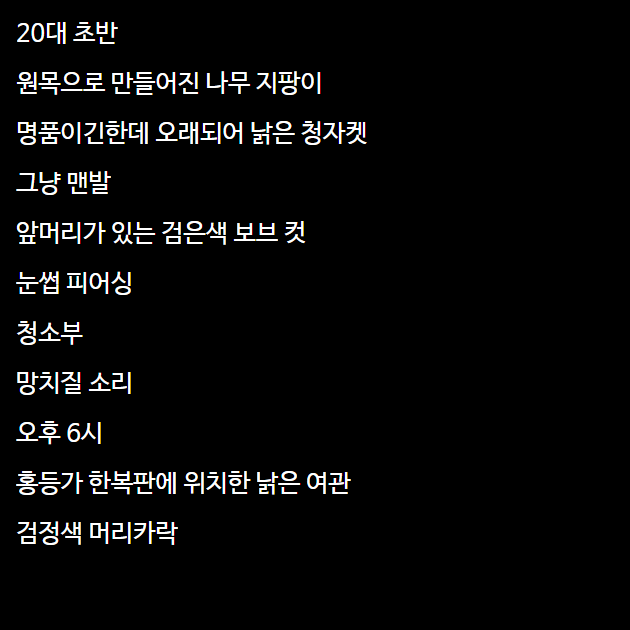 20대 초반
원목으로 만들어진 나무 지팡이
명품이긴한데 오래되어 낡은 청자켓
그냥 맨발
앞머리가 있는 검은색 보브 컷
눈썹 피어싱
청소부
망치질 소리
오후 6시
홍등가 한복판에 위치한 낡은 여관
검정색 머리카락